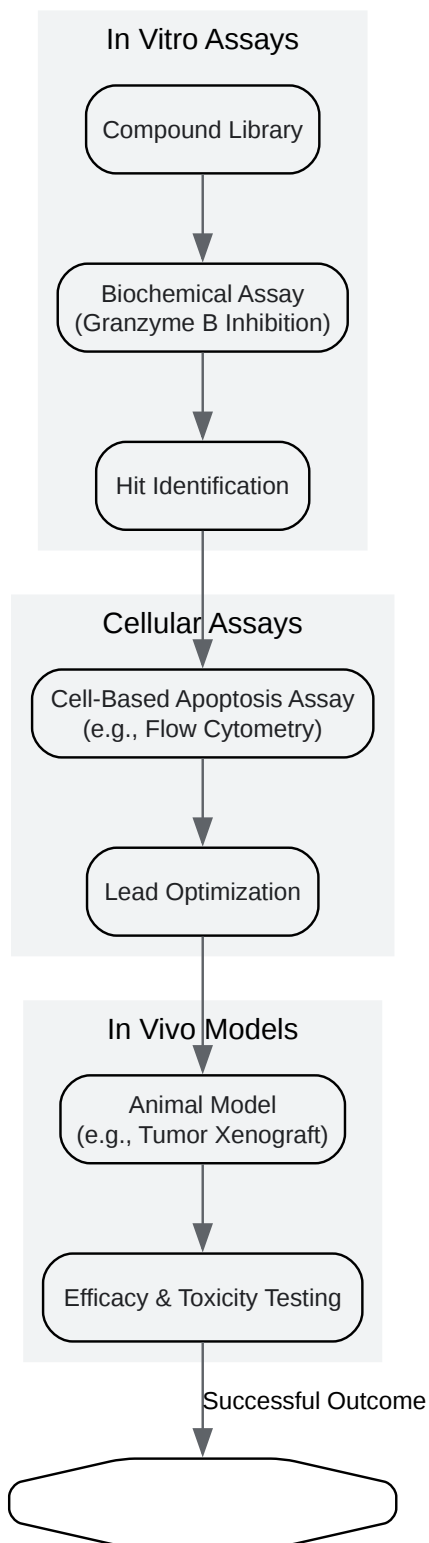 In Vitro Assays
Compound Library
Biochemical Assay
(Granzyme B Inhibition)
Hit Identification
Cellular Assays
Cell-Based Apoptosis Assay
(e.g., Flow Cytometry)
Lead Optimization
In Vivo Models
Animal Model
(e.g., Tumor Xenograft)
Efficacy & Toxicity Testing
Successful Outcome